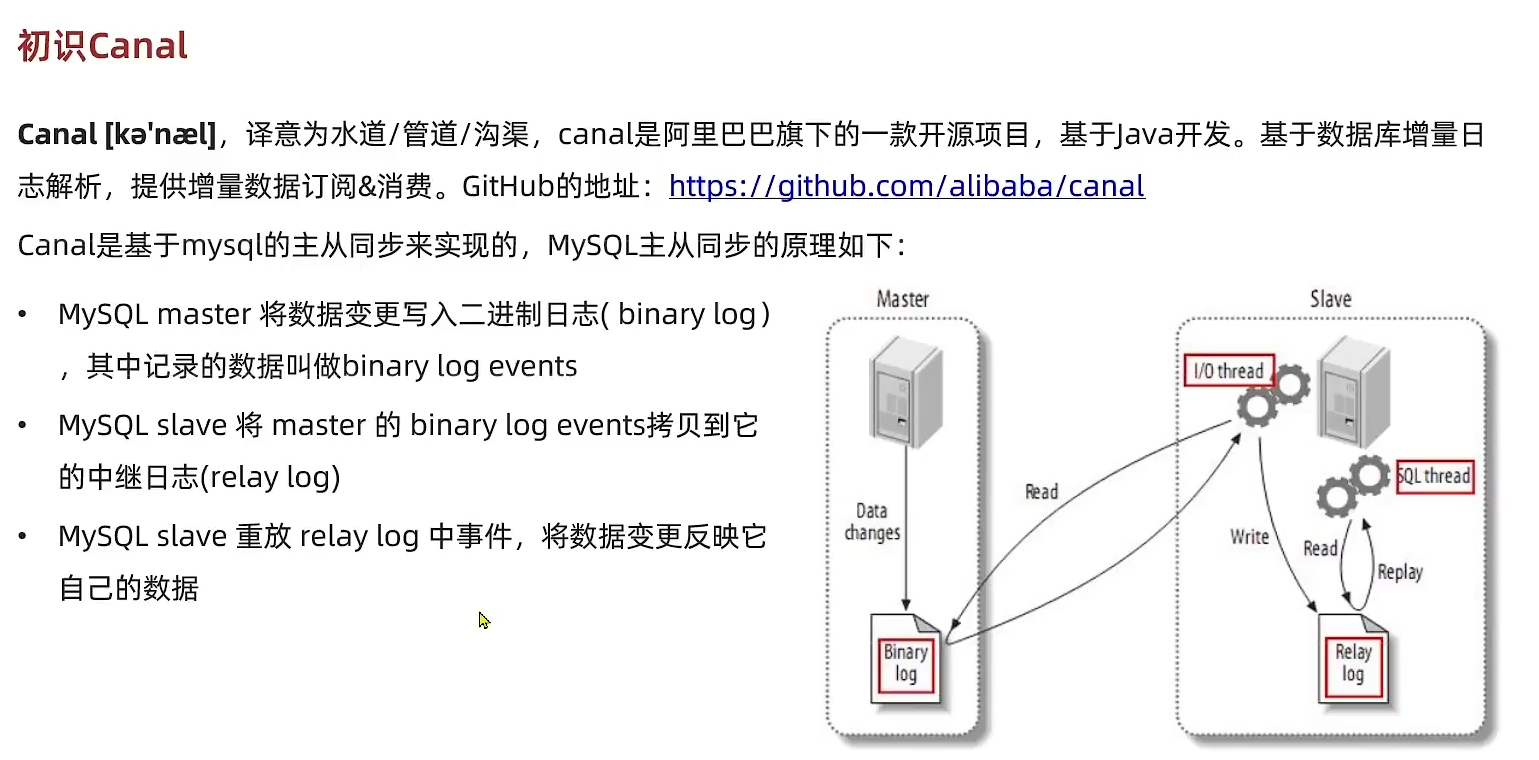 初识Canal
Canal [kə'næl]，译意为水道/管道/沟渠，canal是阿里巴巴旗下的一款开源项目，基于Java开发。基于数据库增量日
志解析，提供增量数据订阅&消费。GitHub的地址：https://github.com/alibaba/canal
Canal是基于mysql的主从同步来实现的，MySQL主从同步的原理如下：
• MySQL master 将数据变更写入二进制日志( binary log）
，其中记录的数据叫做binary log events
• MySQL slave 将 master 的 binary log events拷贝到它
的中继日志(relay log)
• MySQL slave 重放 relay log 中事件，将数据变更反映它
自己的数据
Master
Data
changes
Binary
log
Read
Slave
I/O thread
SQL thread
Write
Read
Replay
Relay
log